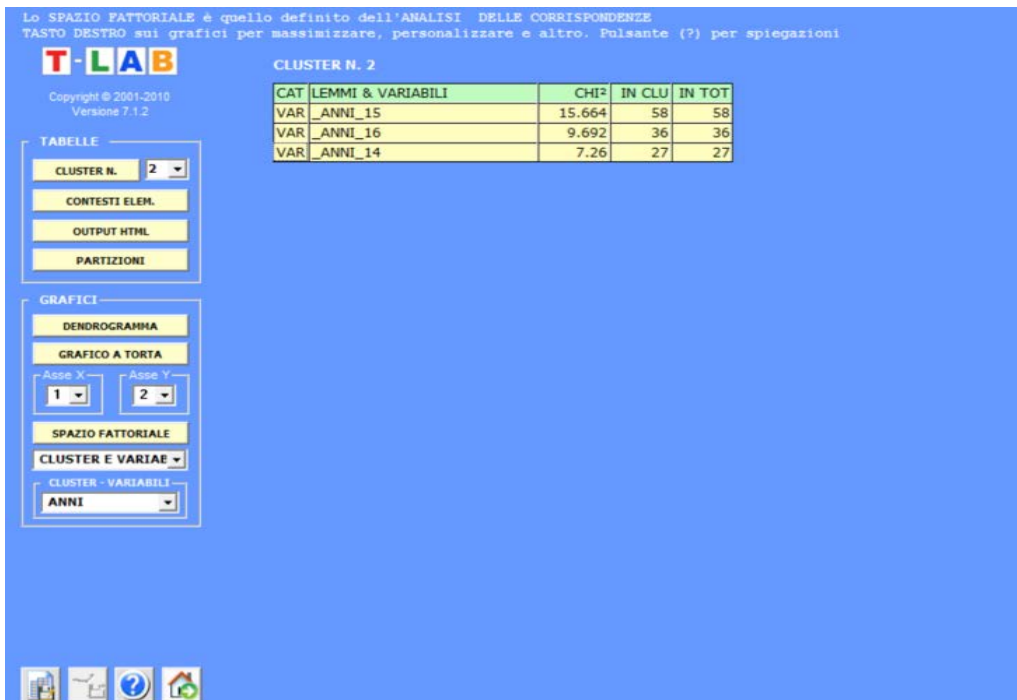 Lo SPAZIO FATTORIALE è quello definito dell'ANALISI DELLE CORRISPONDENZE
TASTO DESTRO sui grafici per massimizzare, personalizzare e altro. Pulsante (?) per spiegazioni
T-LAB
Copyright © 2001-2010
Versione 7.1.2
CLUSTER N. 2
CAT LEMMI & VARIABILI CHI² IN CLU IN TOT
VAR _ANNI_15 15.664 58 58
VAR _ANNI_16 9.692 36 36
VAR _ANNI_14 7.26 27 27
TABELLE
CLUSTER N. 2
CONTESTI ELEM.
OUTPUT HTML
PARTIZIONI
GRAFICI
DENDROGRAMMA
GRAFICO A TORTA
Asse X Asse Y
1 2
SPAZIO FATTORIALE
CLUSTER E VARIAB
CLUSTER - VARIABILI
ANNI
?